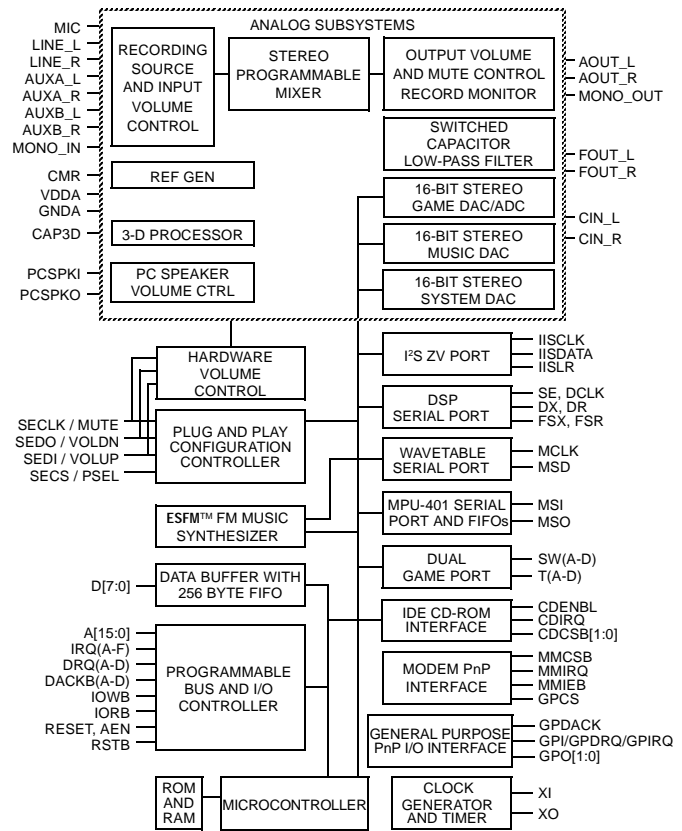 ANALOG SUBSYSTEMS
MIC
LINE_L
LINE_R
AUXA_L
AUXA_R
AUXB_L
AUXB_R
MONO_IN
RECORDING
SOURCE
AND INPUT
VOLUME
CONTROL
STEREO
PROGRAMMABLE
MIXER
OUTPUT VOLUME
AND MUTE CONTROL
RECORD MONITOR
AOUT_L
AOUT_R
MONO_OUT
SWITCHED
CAPACITOR
LOW-PASS FILTER
FOUT_L
FOUT_R
CMR
VDDA
GNDA
CAP3D
REF GEN
3-D PROCESSOR
16-BIT STEREO
GAME DAC/ADC
CIN_L
CIN_R
16-BIT STEREO
MUSIC DAC
PCSPKI
PCSPKO
PC SPEAKER
VOLUME CTRL
16-BIT STEREO
SYSTEM DAC
HARDWARE
VOLUME
CONTROL
I²S ZV PORT
IISCLK
IISDATA
IISLR
SECLK / MUTE
SEDO / VOLDN
SEDI / VOLUP
SECS / PSEL
PLUG AND PLAY
CONFIGURATION
CONTROLLER
DSP
SERIAL PORT
SE, DCLK
DX, DR
FSX, FSR
WAVETABLE
SERIAL PORT
MCLK
MSD
ESFM™ FM MUSIC
SYNTHESIZER
MPU-401 SERIAL
PORT AND FIFOs
MSI
MSO
DUAL
GAME PORT
SW(A-D)
T(A-D)
D[7:0]
DATA BUFFER WITH
256 BYTE FIFO
IDE CD-ROM
INTERFACE
CDENBL
CDIRQ
CDCSB[1:0]
A[15:0]
IRQ(A-F)
DRQ(A-D)
DACKB(A-D)
IOWB
IORB
RESET, AEN
RSTB
PROGRAMMABLE
BUS AND I/O
CONTROLLER
MODEM PnP
INTERFACE
MMCSB
MMIRQ
MMIEB
GPCS
GENERAL PURPOSE
PnP I/O INTERFACE
GPDACK
GPI/GPDRQ/GPIRQ
GPO[1:0]
ROM
AND
RAM
MICROCONTROLLER
CLOCK
GENERATOR
AND TIMER
XI
XO